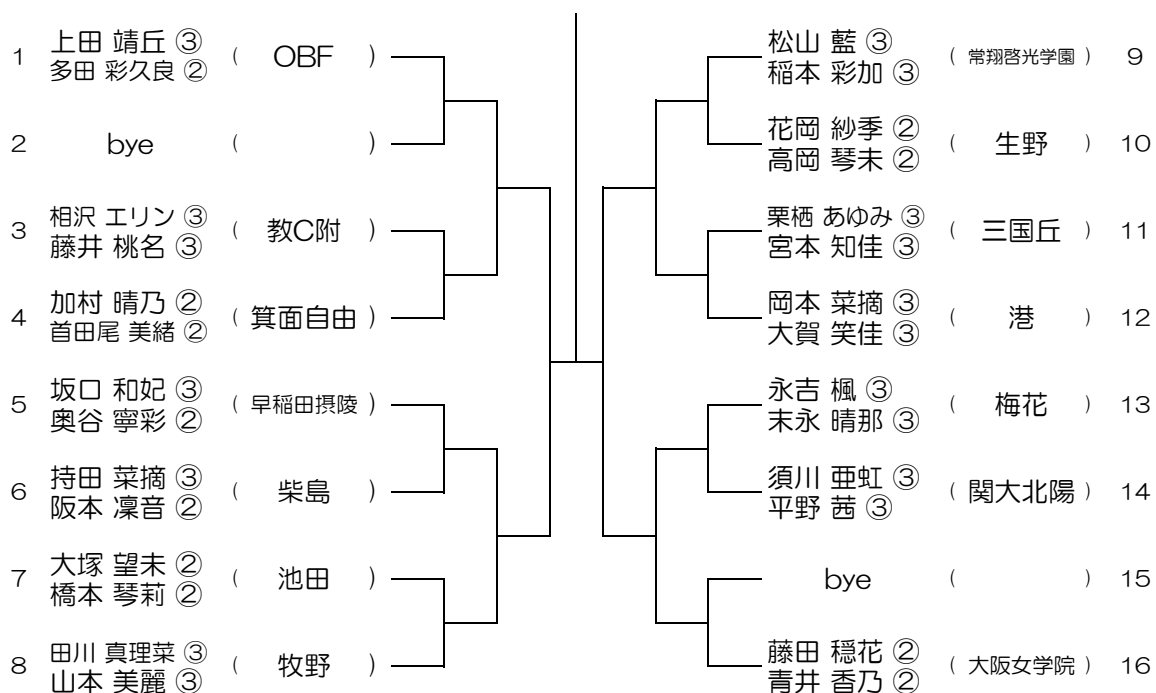 1 上田 靖丘 ③ ( OBF )
多田 彩久良 ②
2 bye ( )
3 相沢 エリン ③ ( 教C附 )
藤井 桃名 ③
4 加村 晴乃 ② ( 箕面自由 )
首田尾 美緒 ②
5 坂口 和妃 ③ ( 早稲田摂陵 )
奥谷 寧彩 ②
6 持田 菜摘 ③ ( 柴島 )
阪本 凜音 ②
7 大塚 望未 ② ( 池田 )
橋本 琴莉 ②
8 田川 真理菜 ③ ( 牧野 )
山本 美麗 ③
松山 藍 ③ ( 常翔啓光学園 ) 9
稲本 彩加 ③
花岡 紗季 ② ( 生野 ) 10
高岡 琴未 ②
栗栖 あゆみ ③ ( 三国丘 ) 11
宮本 知佳 ③
岡本 菜摘 ③ ( 港 ) 12
大賀 笑佳 ③
永吉 楓 ③ ( 梅花 ) 13
末永 晴那 ③
須川 亜虹 ③ ( 関大北陽 ) 14
平野 茜 ③
bye ( ) 15
藤田 穏花 ② ( 大阪女学院 ) 16
青井 香乃 ②